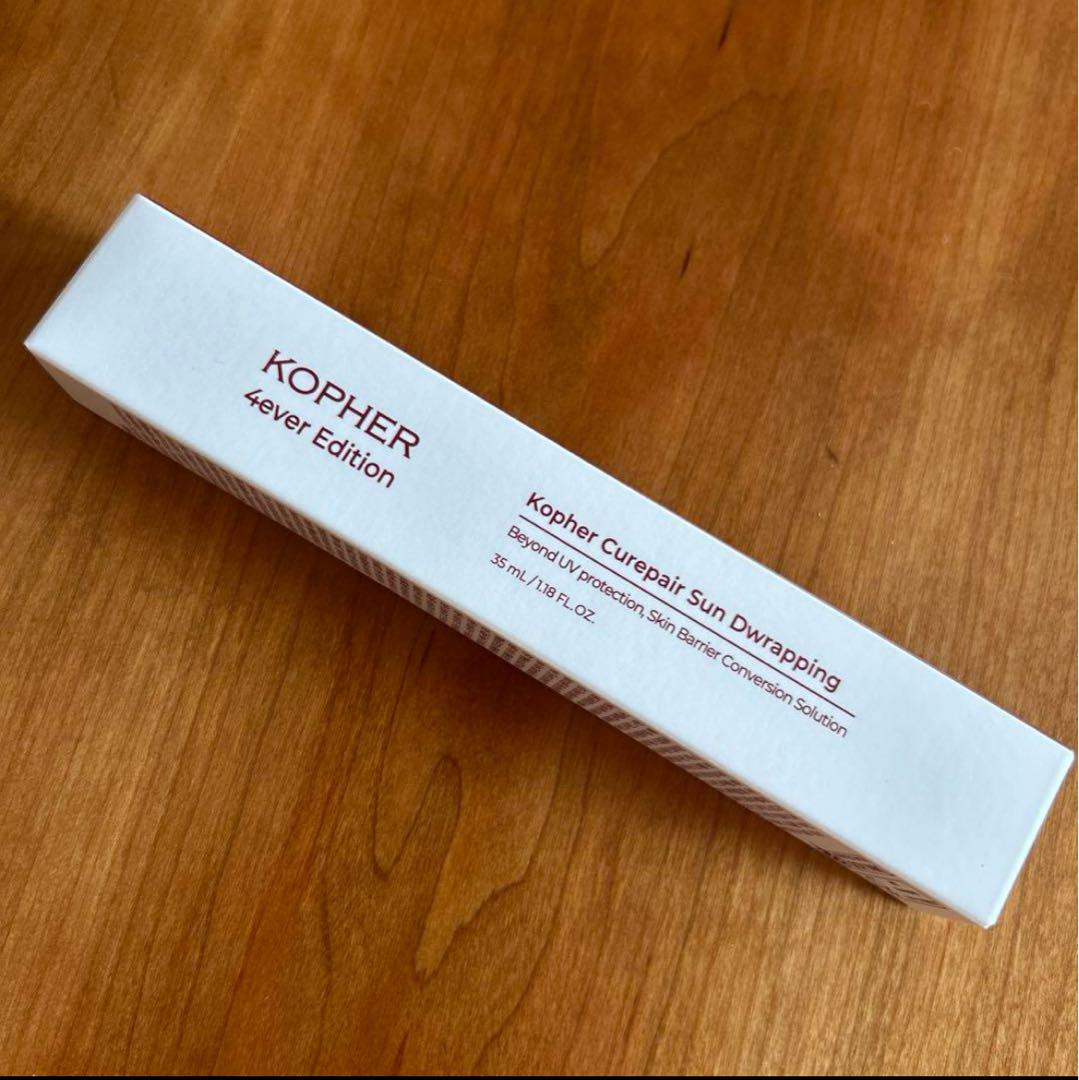 KOPHER
4ever Edition
Kopher Curepair Sun Dwrapping
Beyond UV protection, Skin Barrier Conversion Solution
35 mL / 1.18 FL. OZ.